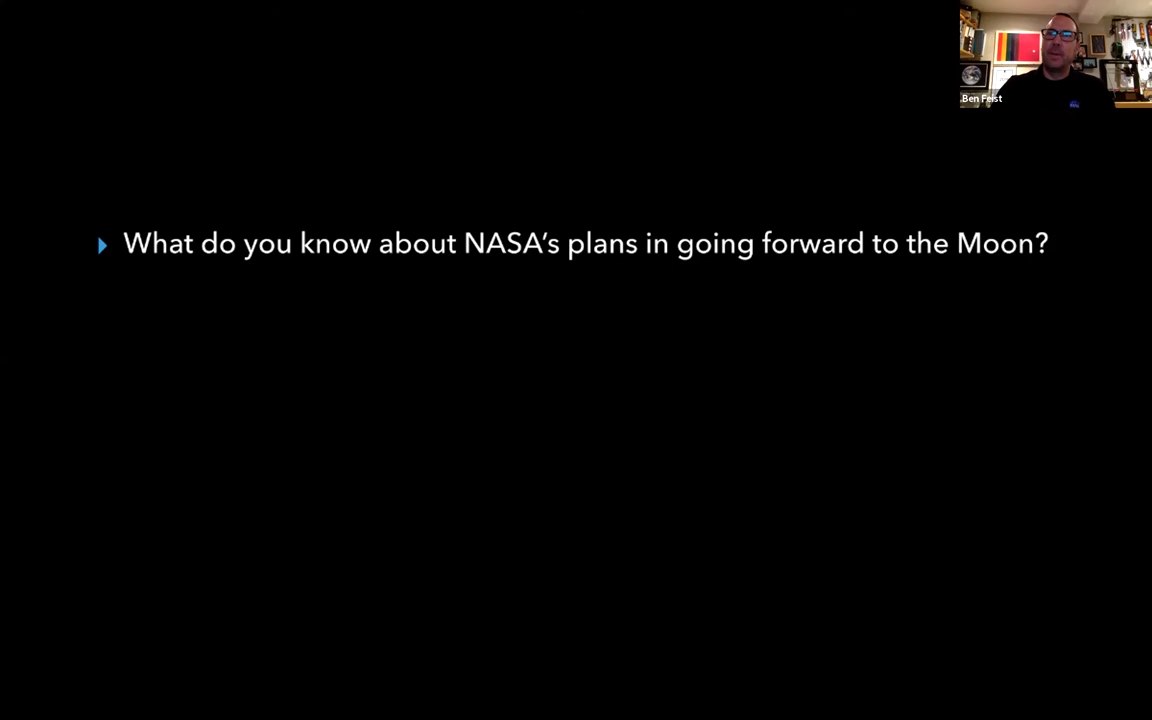 Ben Feist
What do you know about NASA's plans in going forward to the Moon?